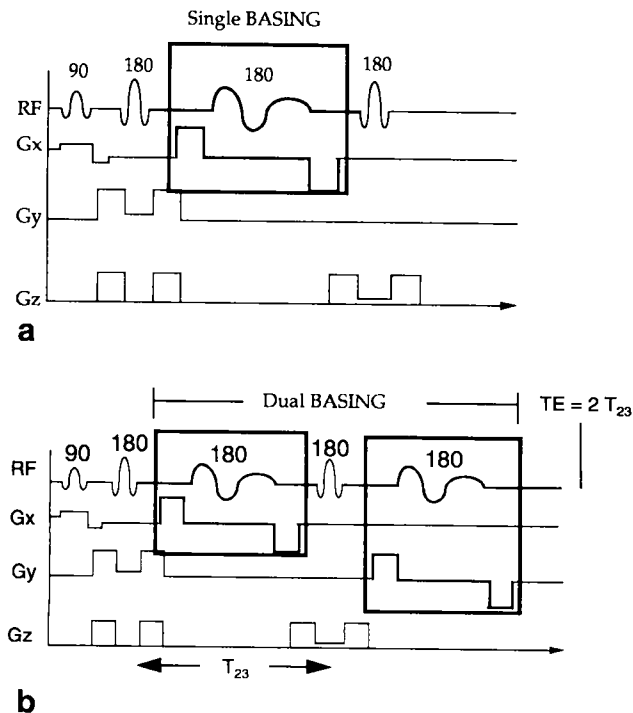 Single BASING
90 180 180 180
RF
Gx
Gy
Gz
a
Dual BASING
TE = 2 T₂₃
90 180 180 180 180
RF
Gx
Gy
Gz
T₂₃
b